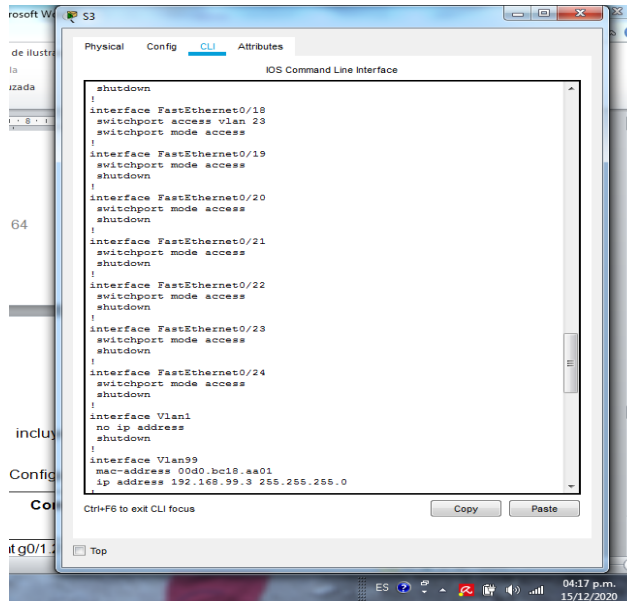 rosoft We
S3
de ilustra
la
uzada
Physical Config CLI Attributes
IOS Command Line Interface
shutdown
!
interface FastEthernet0/18
switchport access vlan 23
switchport mode access
!
interface FastEthernet0/19
switchport mode access
shutdown
!
interface FastEthernet0/20
switchport mode access
shutdown
!
interface FastEthernet0/21
switchport mode access
shutdown
!
interface FastEthernet0/22
switchport mode access
shutdown
!
interface FastEthernet0/23
switchport mode access
shutdown
!
interface FastEthernet0/24
switchport mode access
shutdown
!
interface Vlan1
no ip address
shutdown
!
interface Vlan99
mac-address 00d0.bc18.aa01
ip address 192.168.99.3 255.255.255.0
8
64
incluy
Config
Co
Ctrl+F6 to exit CLI focus
Copy Paste
Top
ES
04:17 p.m.
15/12/2020